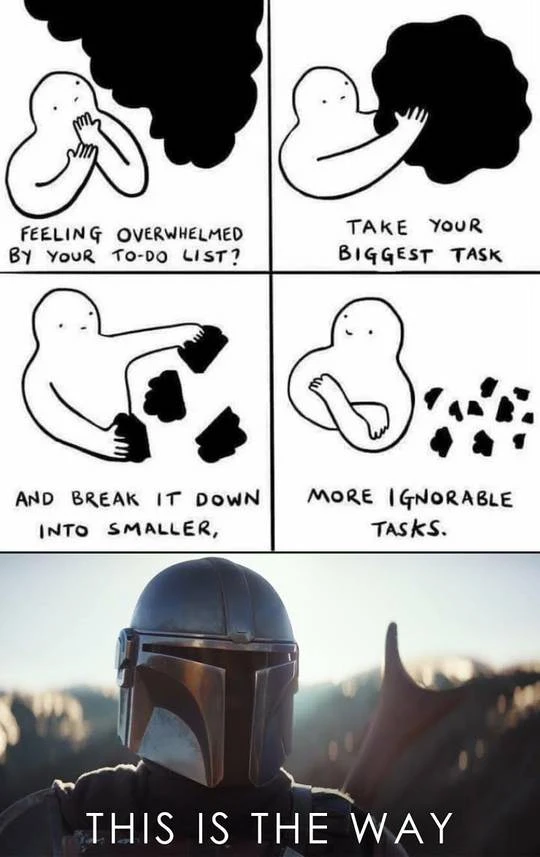 FEELING OVERWHELMED
BY YOUR TO-DO LIST?
TAKE YOUR
BIGGEST TASK
AND BREAK IT DOWN
INTO SMALLER,
MORE IGNORABLE
TASKS.
THIS IS THE WAY